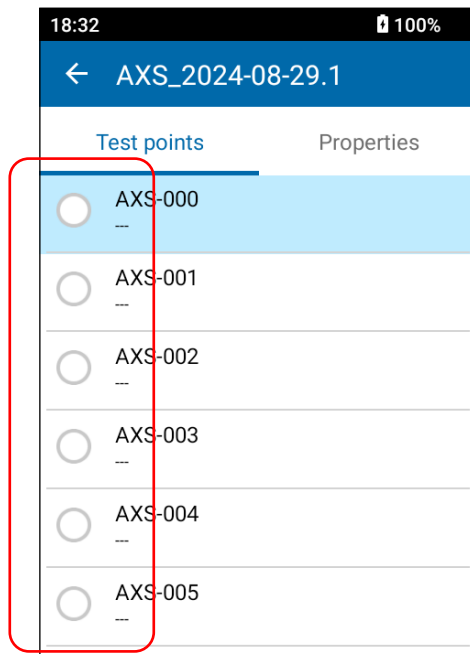 18:32 100%
← AXS_2024-08-29.1
Test points Properties
AXS-000
---
AXS-001
---
AXS-002
---
AXS-003
---
AXS-004
---
AXS-005
---